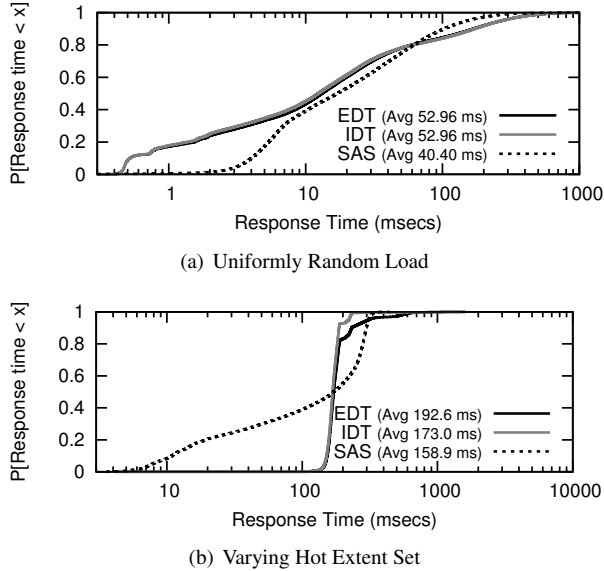 P[Response time < x]
1
0.8
0.6
0.4
0.2
0
EDT (Avg 52.96 ms)
IDT (Avg 52.96 ms)
SAS (Avg 40.40 ms)
1 10 100 1000
Response Time (msecs)
(a) Uniformly Random Load
P[Response time < x]
1
0.8
0.6
0.4
0.2
0
EDT (Avg 192.6 ms)
IDT (Avg 173.0 ms)
SAS (Avg 158.9 ms)
10 100 1000 10000
Response Time (msecs)
(b) Varying Hot Extent Set